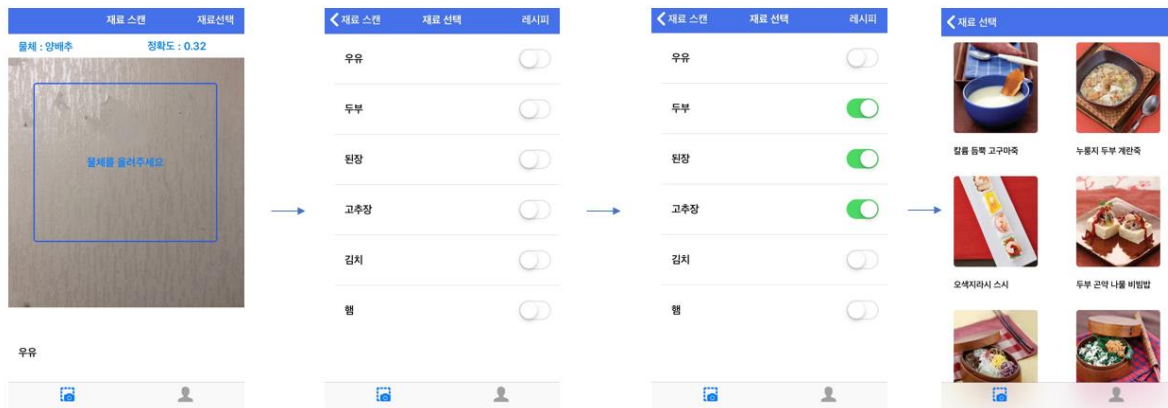 재료 스캔 재료선택
물체 : 양배추 정확도 : 0.32
물체를 올려주세요
우유
재료 스캔 재료 선택 레시피
우유
두부
된장
고추장
김치
햄
재료 스캔 재료 선택 레시피
우유
두부
된장
고추장
김치
햄
재료 선택
칼륨 듬뿍 고구마죽 누룽지 두부 계란죽
오색지라시 스시 두부 곤약 나물 비빔밥